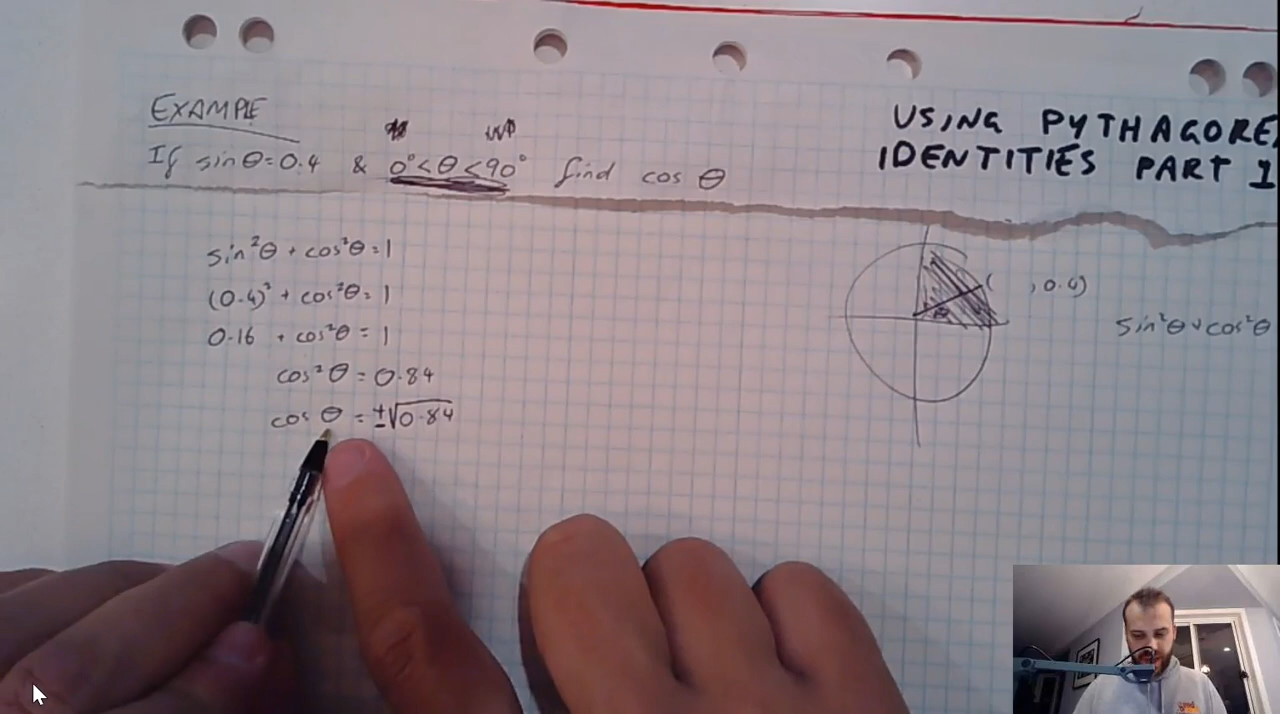 EXAMPLE
If sinθ=0.4 & 0°<θ<90° find cos θ
USING PYTHAGORE
IDENTITIES PART 1
sin²θ + cos²θ = 1
(0.4)² + cos²θ = 1
0.16 + cos²θ = 1
cos²θ = 0.84
cos θ = ±√0.84
( , 0.4)
θ
sin²θ + cos²θ